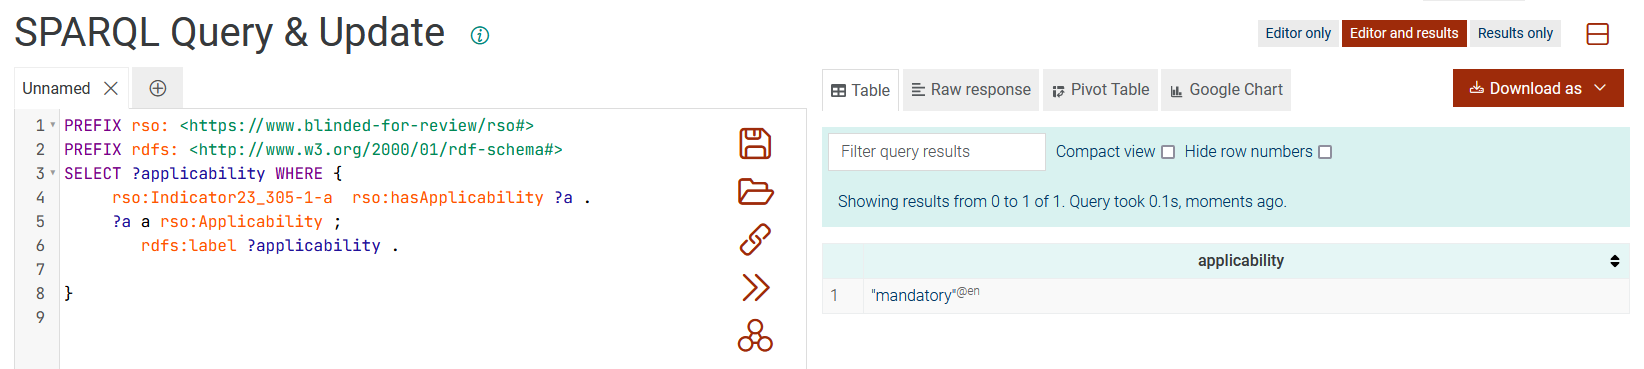 SPARQL Query & Update
Editor only
Editor and results
Results only
Unnamed
1 PREFIX rso: <https://www.blinded-for-review/rso#>
2 PREFIX rdfs: <http://www.w3.org/2000/01/rdf-schema#>
3 SELECT ?applicability WHERE {
4 rso:Indicator23_305-1-a rso:hasApplicability ?a .
5 ?a a rso:Applicability ;
6 rdfs:label ?applicability .
7
8 }
9
Table
Raw response
Pivot Table
Google Chart
Download as
Filter query results
Compact view
Hide row numbers
Showing results from 0 to 1 of 1. Query took 0.1s, moments ago.
applicability
1 "mandatory"@en